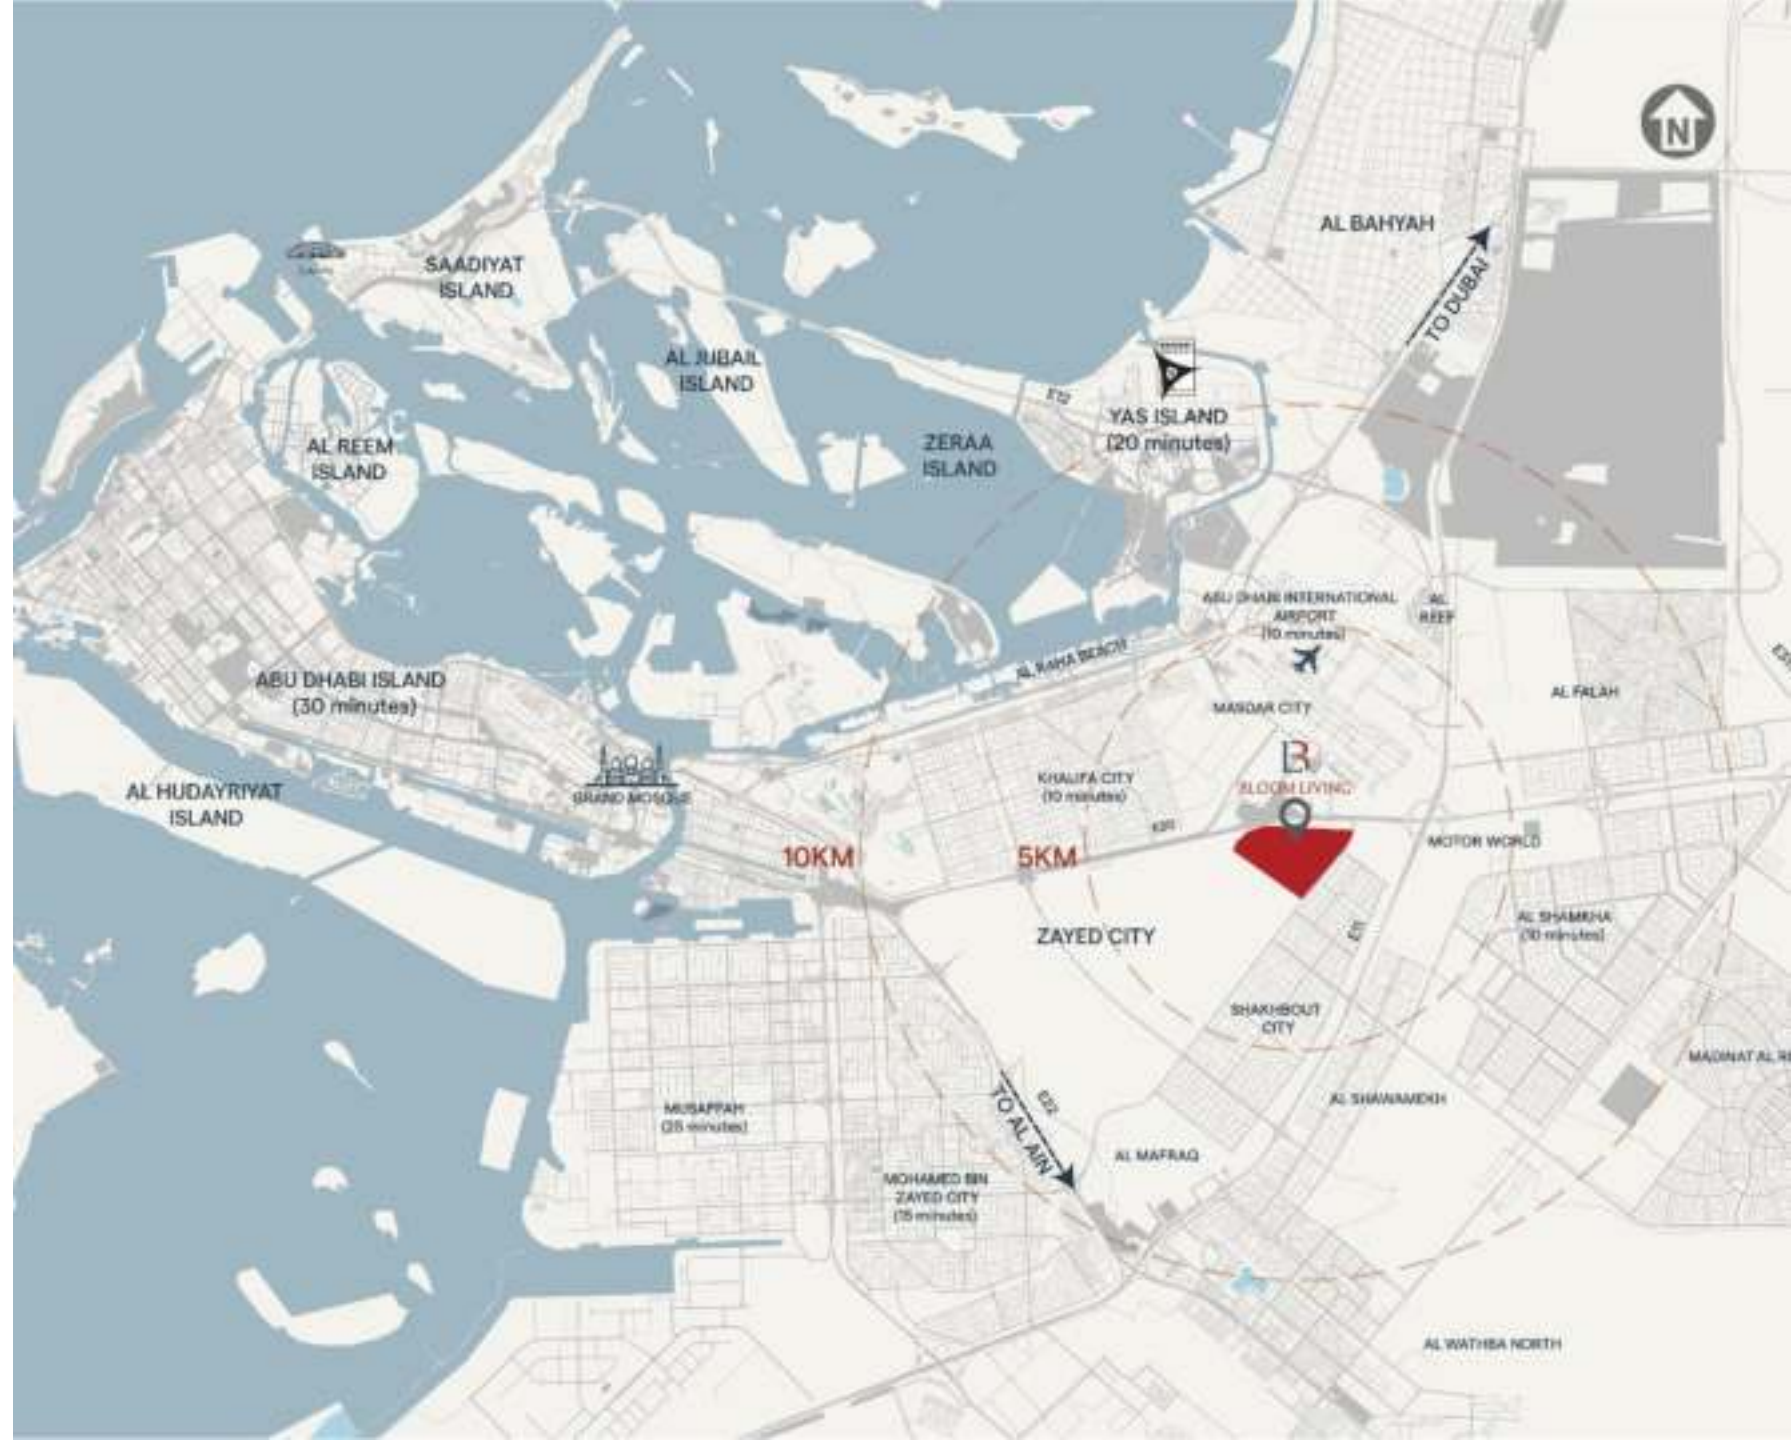 N
AL BAHYAH
TO DUBAI
SAADIYAT
ISLAND
AL JUBAIL
ISLAND
E12
YAS ISLAND
(20 minutes)
AL REEM
ISLAND
ZERAA
ISLAND
ABU DHABI INTERNATIONAL
AIRPORT
(10 minutes)
AL
REEF
AL RAHA BEACH
ABU DHABI ISLAND
(30 minutes)
AL FALAH
MASDAR CITY
GRAND MOSQUE
KHALIFA CITY
(10 minutes)
BLOOM LIVING
AL HUDAYRIYAT
ISLAND
E20
10KM
5KM
MOTOR WORLD
ZAYED CITY
E11
AL SHAMKHA
(10 minutes)
SHAKHBOUT
CITY
MADINAT AL
AL SHAWAMEKH
MUSAFFAH
(25 minutes)
E22
TO AL AIN
AL MAFRAQ
MOHAMED BIN
ZAYED CITY
(15 minutes)
AL WATHBA NORTH